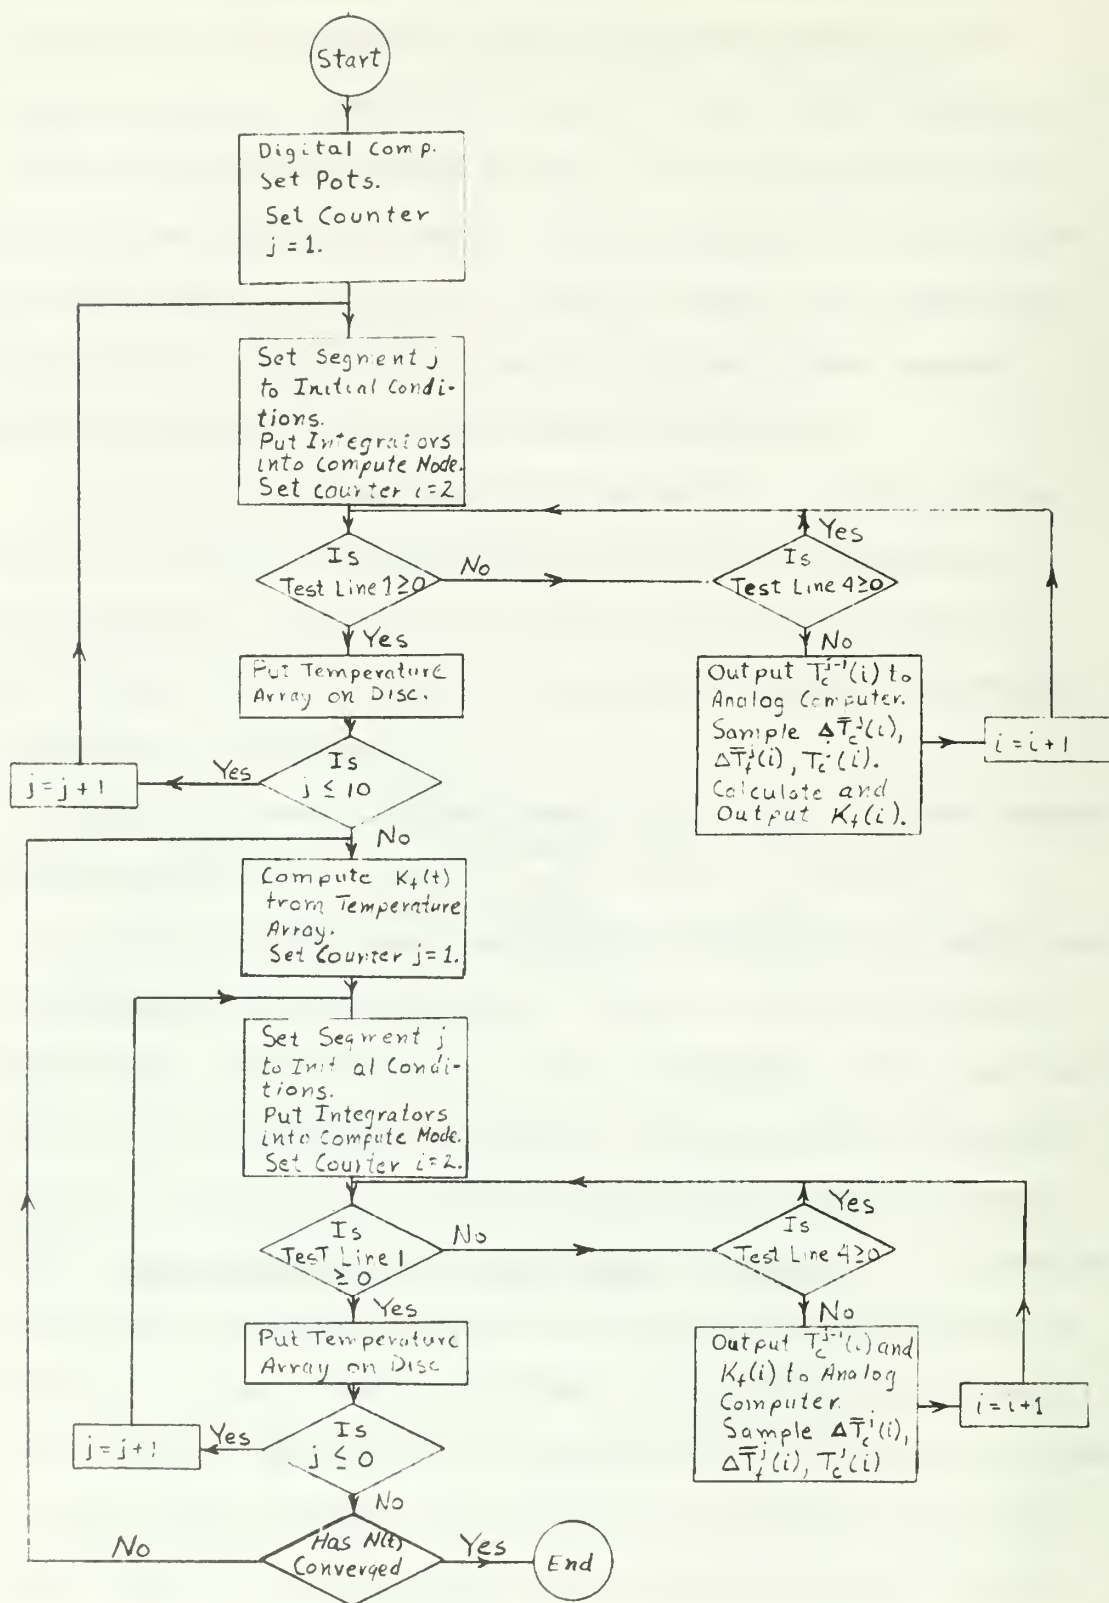 Start
Digital Comp.
Set Pots.
Set Counter
j = 1.
Set Segment j
to Initial Condi-
tions.
Put Integrators
into Compute Mode.
Set Counter i=2
Is
Test Line 1≥0
No
Yes
Is
Test Line 4≥0
Yes
No
Put Temperature
Array on Disc.
Output T_c^{j-1}(i) to
Analog Computer.
Sample ΔT̿_c^j(i),
ΔT̿_f^j(i), T_c^j(i).
Calculate and
Output K_f(i).
i = i+1
Is
j ≤ 10
Yes
j = j+1
No
Compute K_f(t)
from Temperature
Array.
Set Counter j=1.
Set Segment j
to Init al Condi-
tions.
Put Integrators
into Compute Mode.
Set Counter i=2.
Is
Test Line 1
≥ 0
No
Yes
Is
Test Line 4≥0
Yes
No
Put Temperature
Array on Disc
Output T_c^{j-1}(i) and
K_f(i) to Analog
Computer.
Sample ΔT̿_c^j(i),
ΔT̿_f^j(i), T_c^j(i)
i = i+1
Is
j ≤ 0
Yes
j = j+1
No
Has N(t)
Converged
No
Yes
End